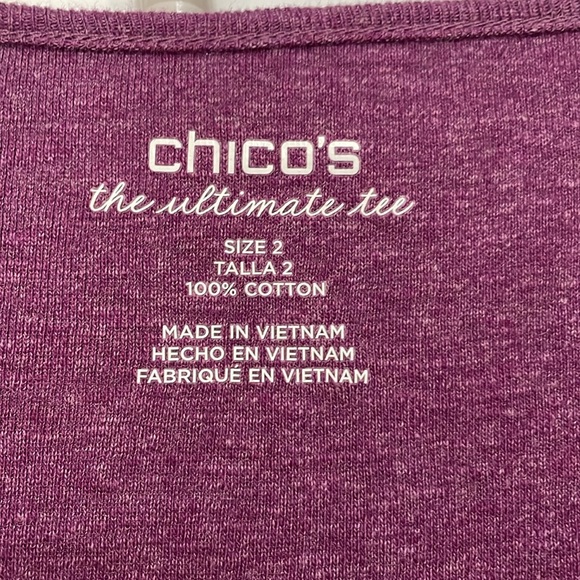 chico's
the ultimate tee
SIZE 2
TALLA 2
100% COTTON
MADE IN VIETNAM
HECHO EN VIETNAM
FABRIQUÉ EN VIETNAM